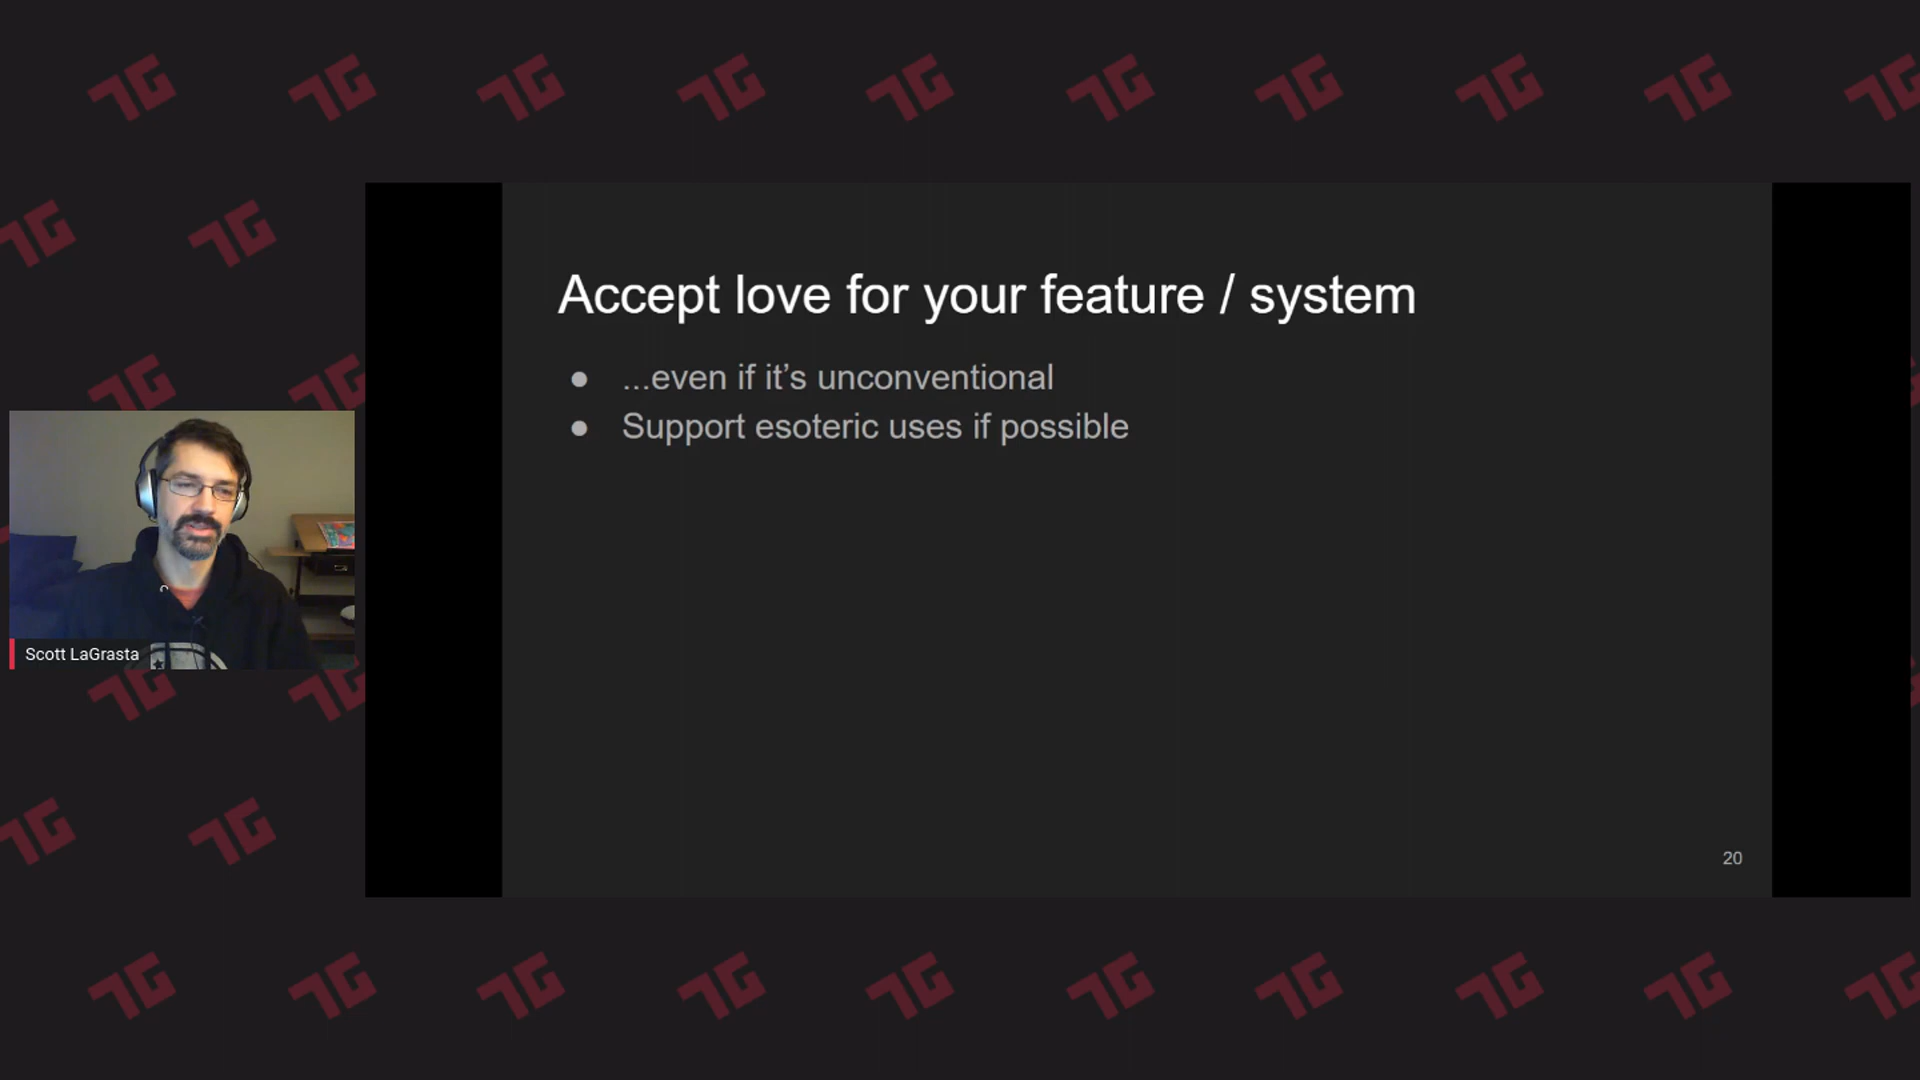 Accept love for your feature / system
● ...even if it’s unconventional
● Support esoteric uses if possible
Scott LaGrasta
20